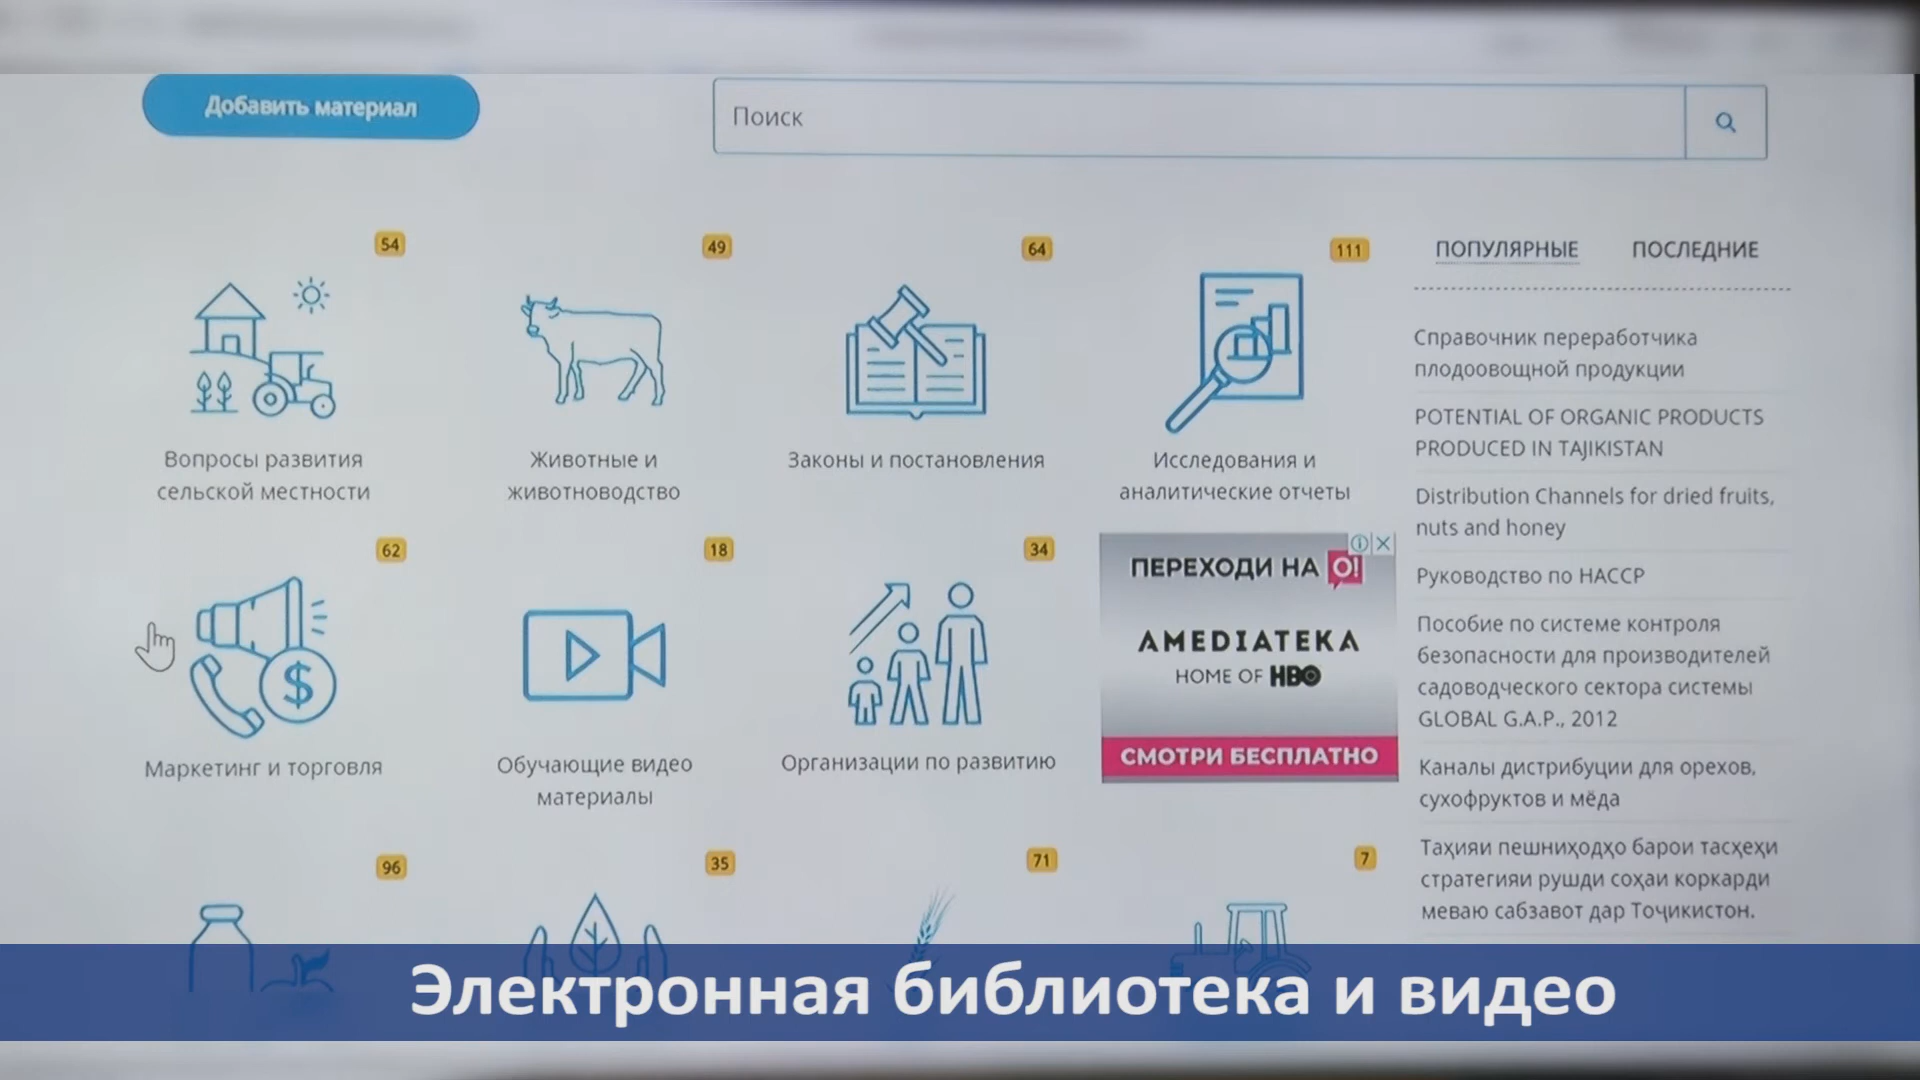 Добавить материал
Поиск
54
49
64
111
ПОПУЛЯРНЫЕ
ПОСЛЕДНИЕ
Вопросы развития
сельской местности
Животные и
животноводство
Законы и постановления
Исследования и
аналитические отчеты
Справочник переработчика
плодоовощной продукции
POTENTIAL OF ORGANIC PRODUCTS
PRODUCED IN TAJIKISTAN
Distribution Channels for dried fruits,
nuts and honey
Руководство по НАССР
Пособие по системе контроля
безопасности для производителей
садоводческого сектора системы
GLOBAL G.A.P., 2012
Каналы дистрибуции для орехов,
сухофруктов и мёда
Таҳияи пешниҳодҳо барои тасҳеҳи
стратегияи рушди соҳаи коркарди
меваю сабзавот дар Тоҷикистон.
62
18
34
$
ПЕРЕХОДИ НА О!
AMEDIATEKA
HOME OF HBO
СМОТРИ БЕСПЛАТНО
Маркетинг и торговля
Обучающие видео
материалы
Организации по развитию
96
35
71
7
Электронная библиотека и видео